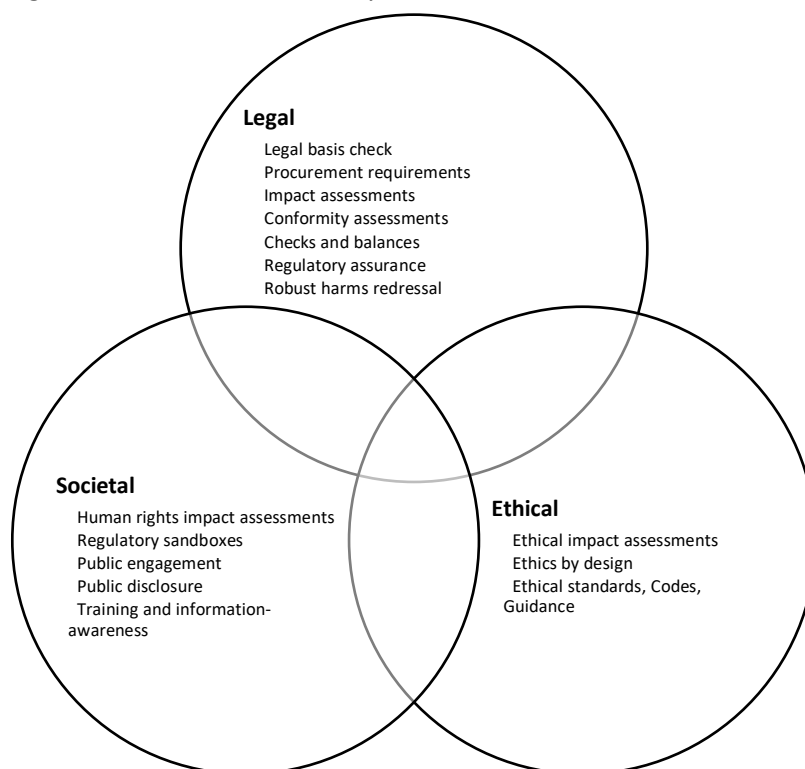 Legal
Legal basis check
Procurement requirements
Impact assessments
Conformity assessments
Checks and balances
Regulatory assurance
Robust harms redressal
Societal
Human rights impact assessments
Regulatory sandboxes
Public engagement
Public disclosure
Training and information-
awareness
Ethical
Ethical impact assessments
Ethics by design
Ethical standards, Codes,
Guidance